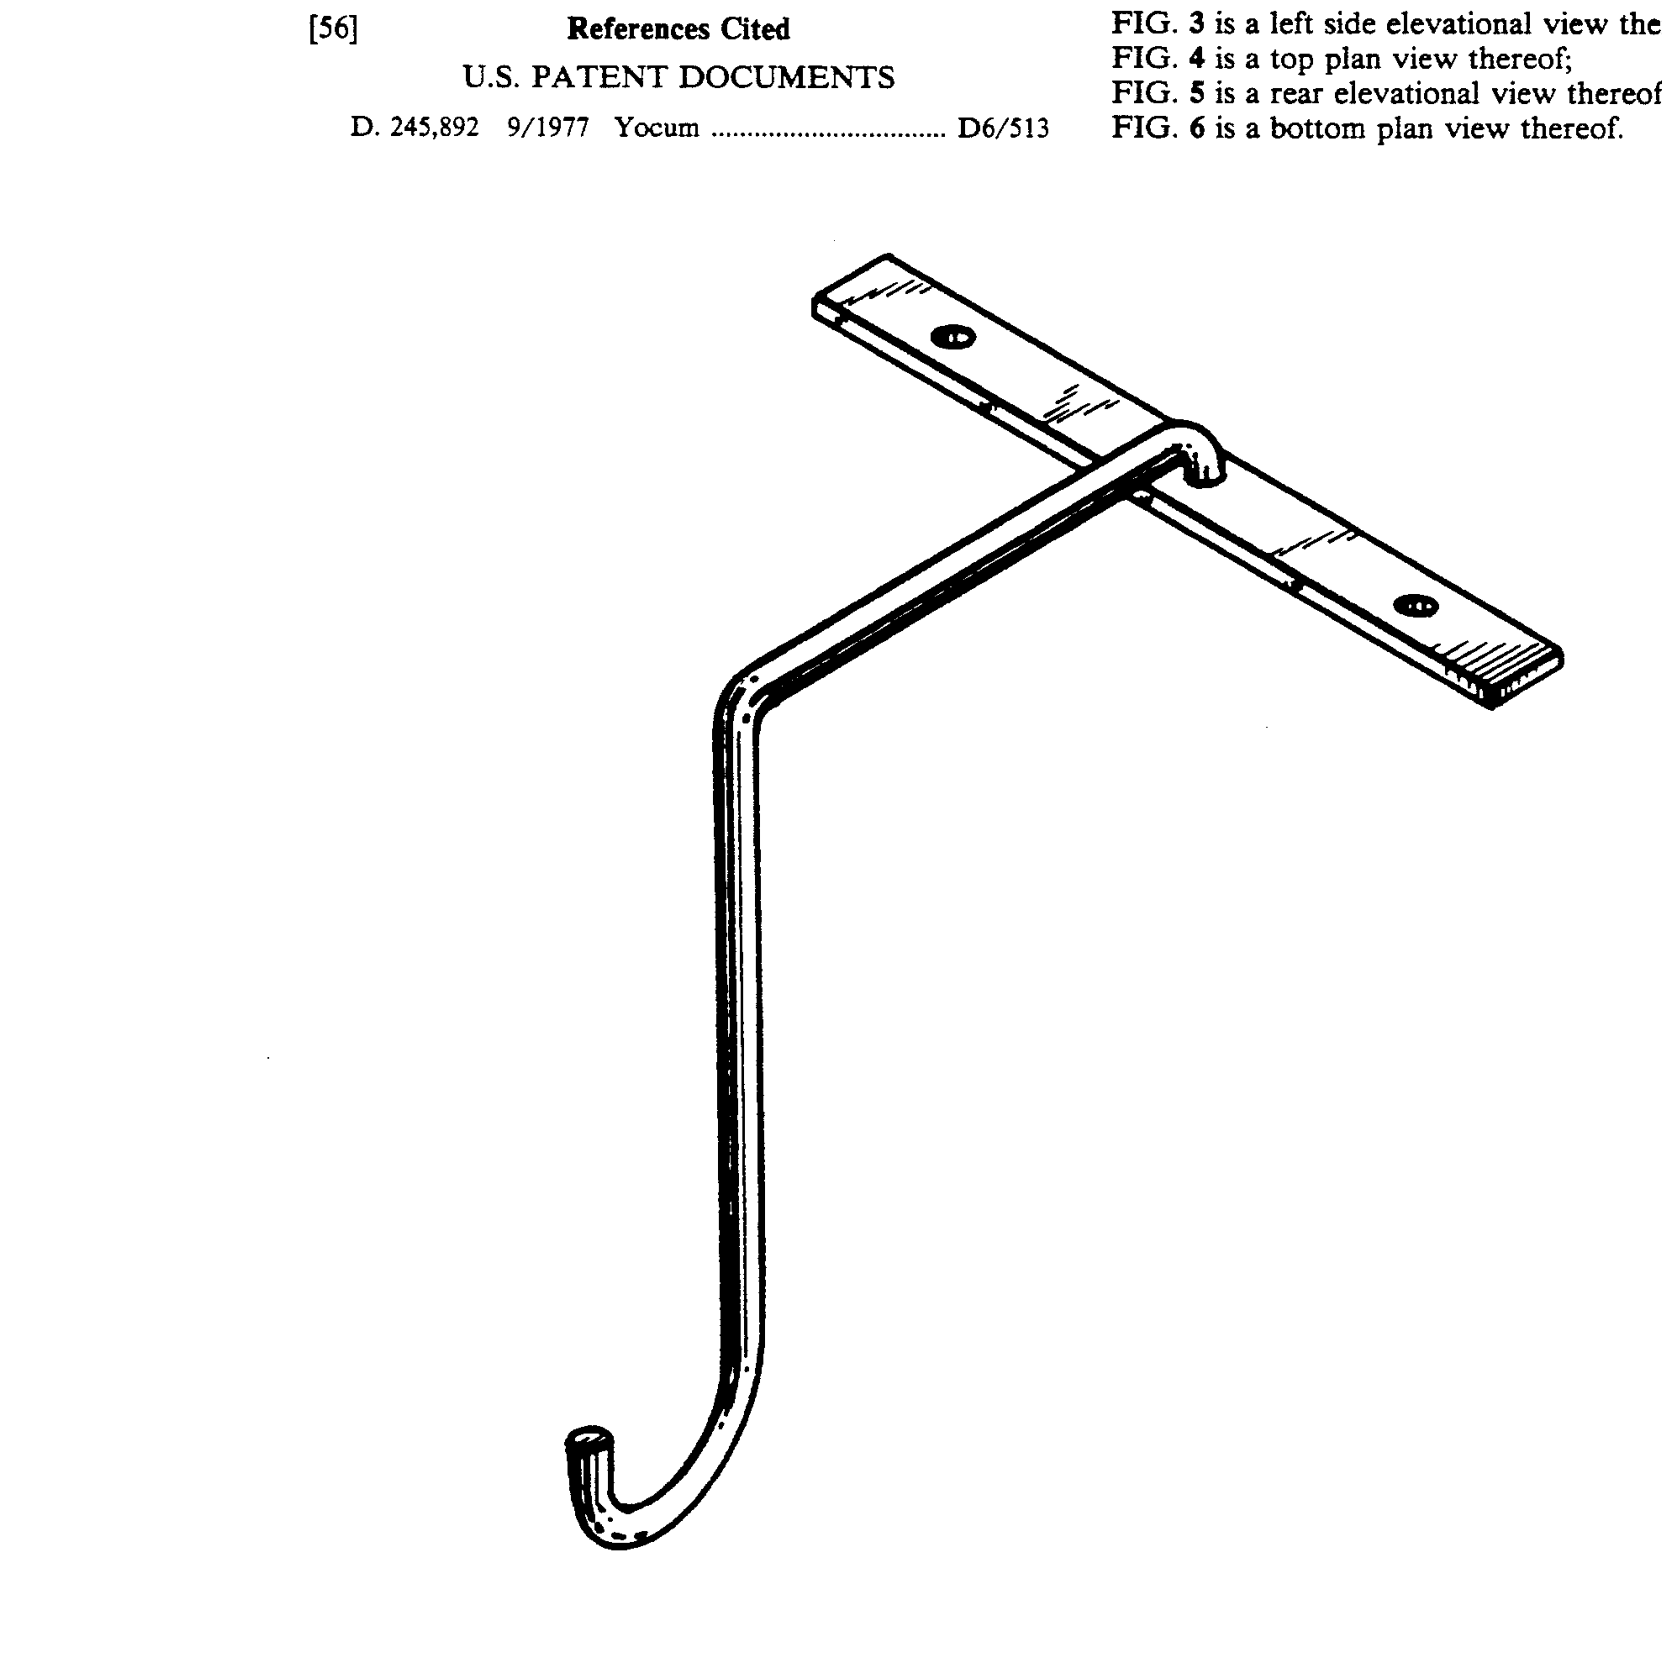 [56] References Cited
U.S. PATENT DOCUMENTS
D. 245,892 9/1977 Yocum ................................ D6/513
FIG. 3 is a left side elevational view the
FIG. 4 is a top plan view thereof;
FIG. 5 is a rear elevational view thereof
FIG. 6 is a bottom plan view thereof.